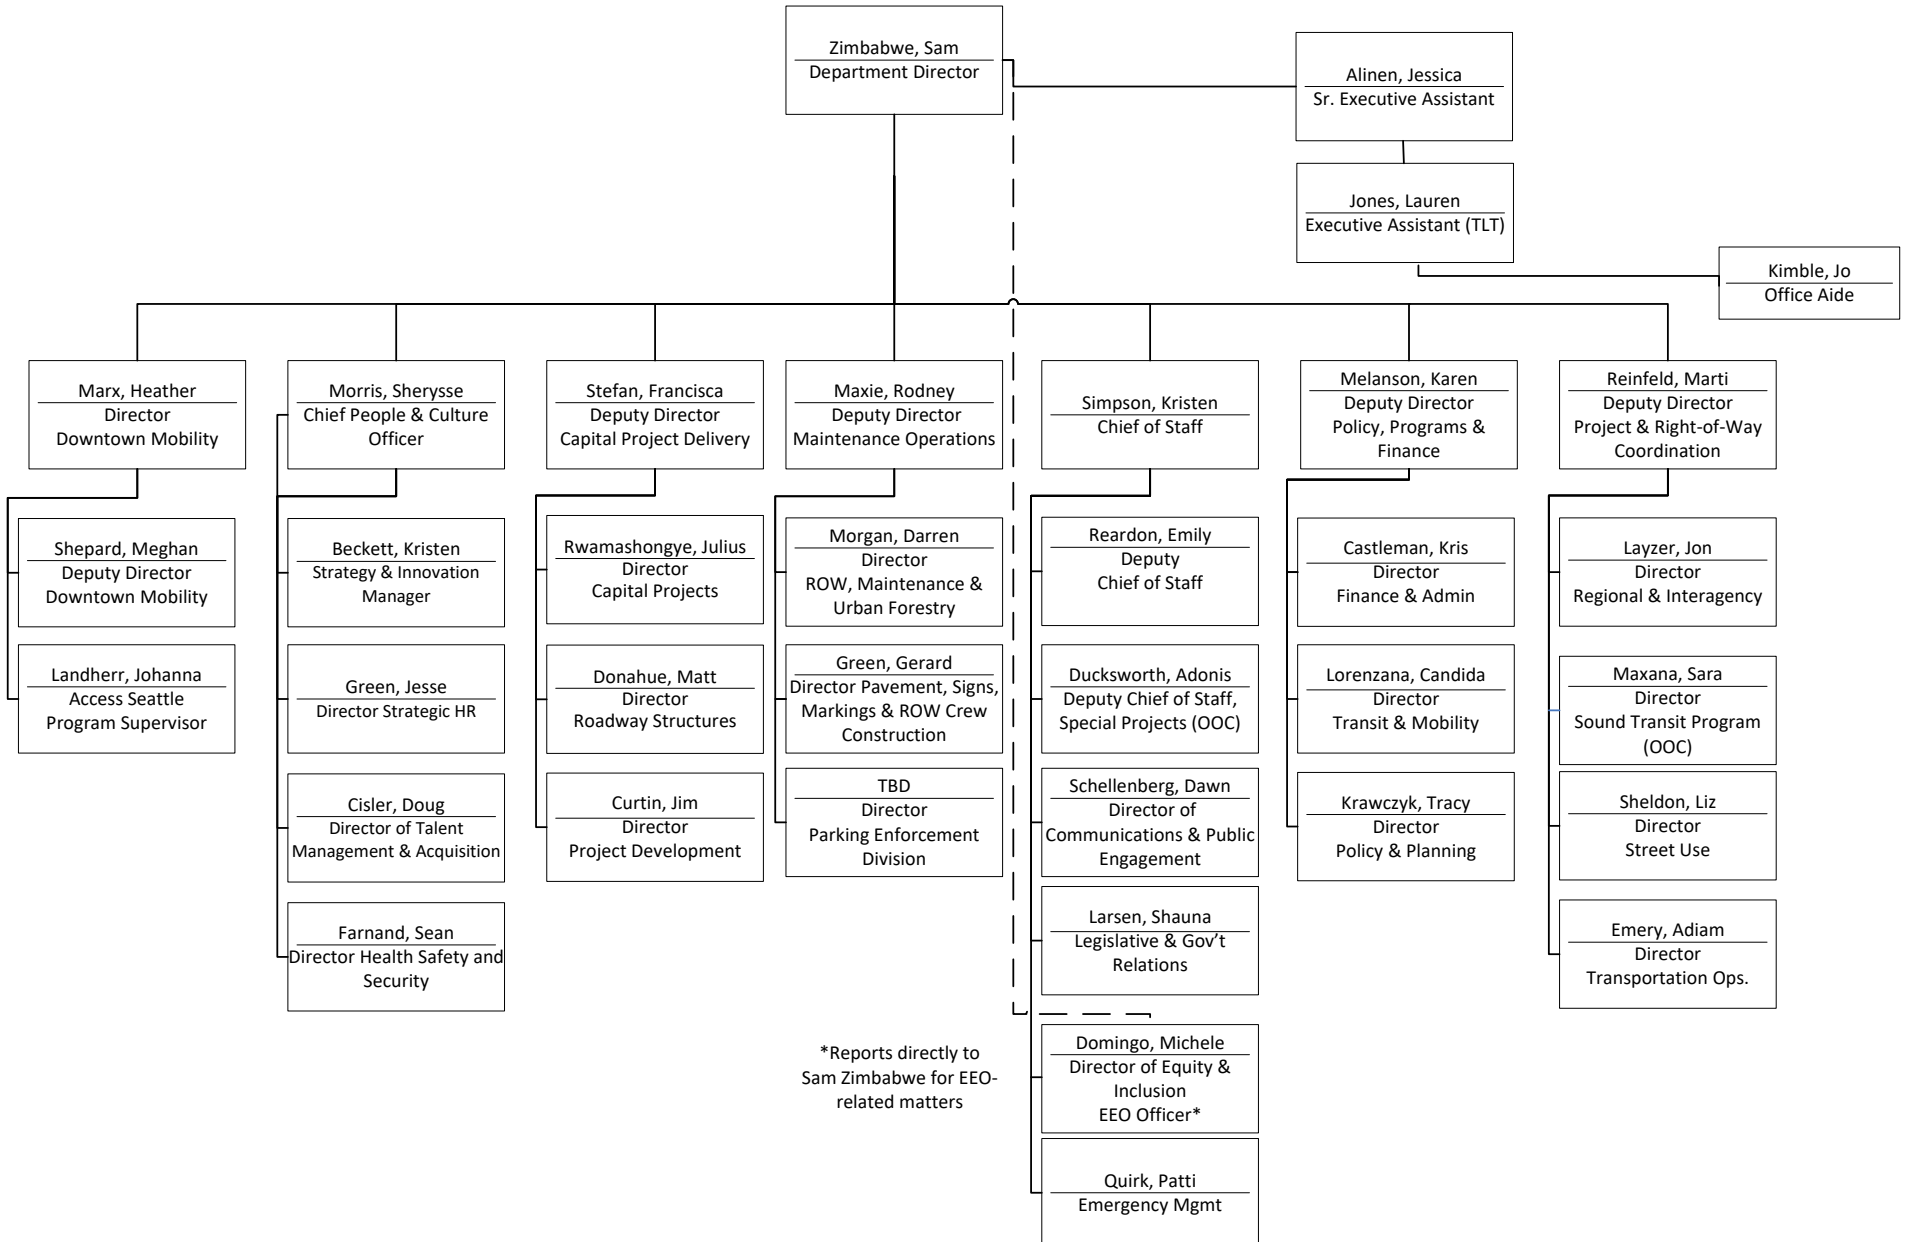 Zimbabwe, Sam
Department Director
Alinen, Jessica
Sr. Executive Assistant
Jones, Lauren
Executive Assistant (TLT)
Kimble, Jo
Office Aide
Marx, Heather
Director
Downtown Mobility
Shepard, Meghan
Deputy Director
Downtown Mobility
Landherr, Johanna
Access Seattle
Program Supervisor
Morris, Sherysse
Chief People & Culture
Officer
Beckett, Kristen
Strategy & Innovation
Manager
Green, Jesse
Director Strategic HR
Cisler, Doug
Director of Talent
Management & Acquisition
Farnand, Sean
Director Health Safety and
Security
Stefan, Francisca
Deputy Director
Capital Project Delivery
Rwamashongye, Julius
Director
Capital Projects
Donahue, Matt
Director
Roadway Structures
Curtin, Jim
Director
Project Development
Maxie, Rodney
Deputy Director
Maintenance Operations
Morgan, Darren
Director
ROW, Maintenance &
Urban Forestry
Green, Gerard
Director Pavement, Signs,
Markings & ROW Crew
Construction
TBD
Director
Parking Enforcement
Division
Simpson, Kristen
Chief of Staff
Reardon, Emily
Deputy
Chief of Staff
Ducksworth, Adonis
Deputy Chief of Staff,
Special Projects (OOC)
Schellenberg, Dawn
Director of
Communications & Public
Engagement
Larsen, Shauna
Legislative & Gov’t
Relations
Domingo, Michele
Director of Equity &
Inclusion
EEO Officer*
Quirk, Patti
Emergency Mgmt
Melanson, Karen
Deputy Director
Policy, Programs &
Finance
Castleman, Kris
Director
Finance & Admin
Lorenzana, Candida
Director
Transit & Mobility
Krawczyk, Tracy
Director
Policy & Planning
Reinfeld, Marti
Deputy Director
Project & Right-of-Way
Coordination
Layzer, Jon
Director
Regional & Interagency
Maxana, Sara
Director
Sound Transit Program
(OOC)
Sheldon, Liz
Director
Street Use
Emery, Adiam
Director
Transportation Ops.
*Reports directly to
Sam Zimbabwe for EEO-
related matters